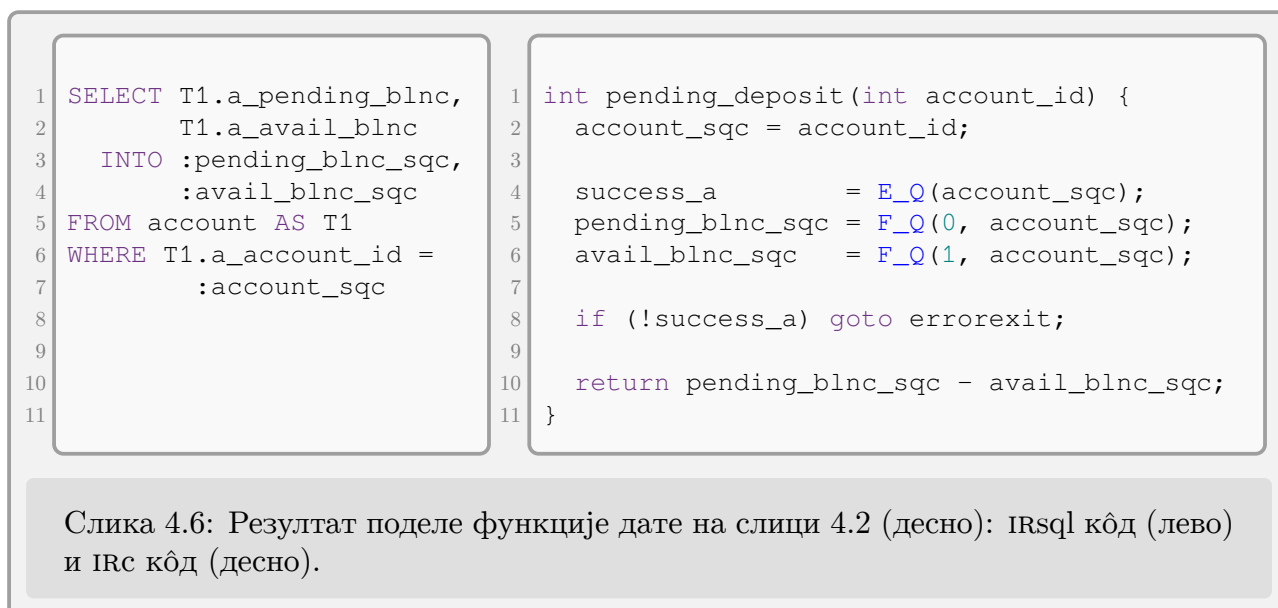 1 SELECT T1.a_pending_blnc,
2        T1.a_avail_blnc
3   INTO :pending_blnc_sqc,
4        :avail_blnc_sqc
5 FROM account AS T1
6 WHERE T1.a_account_id =
7         :account_sqc
8
9
10
11
1 int pending_deposit(int account_id) {
2   account_sqc = account_id;
3
4   success_a        = E_Q(account_sqc);
5   pending_blnc_sqc = F_Q(0, account_sqc);
6   avail_blnc_sqc   = F_Q(1, account_sqc);
7
8   if (!success_a) goto errorexit;
9
10   return pending_blnc_sqc - avail_blnc_sqc;
11 }
Слика 4.6: Резултат поделе функције дате на слици 4.2 (десно): IRsql кôд (лево)
и IRc кôд (десно).